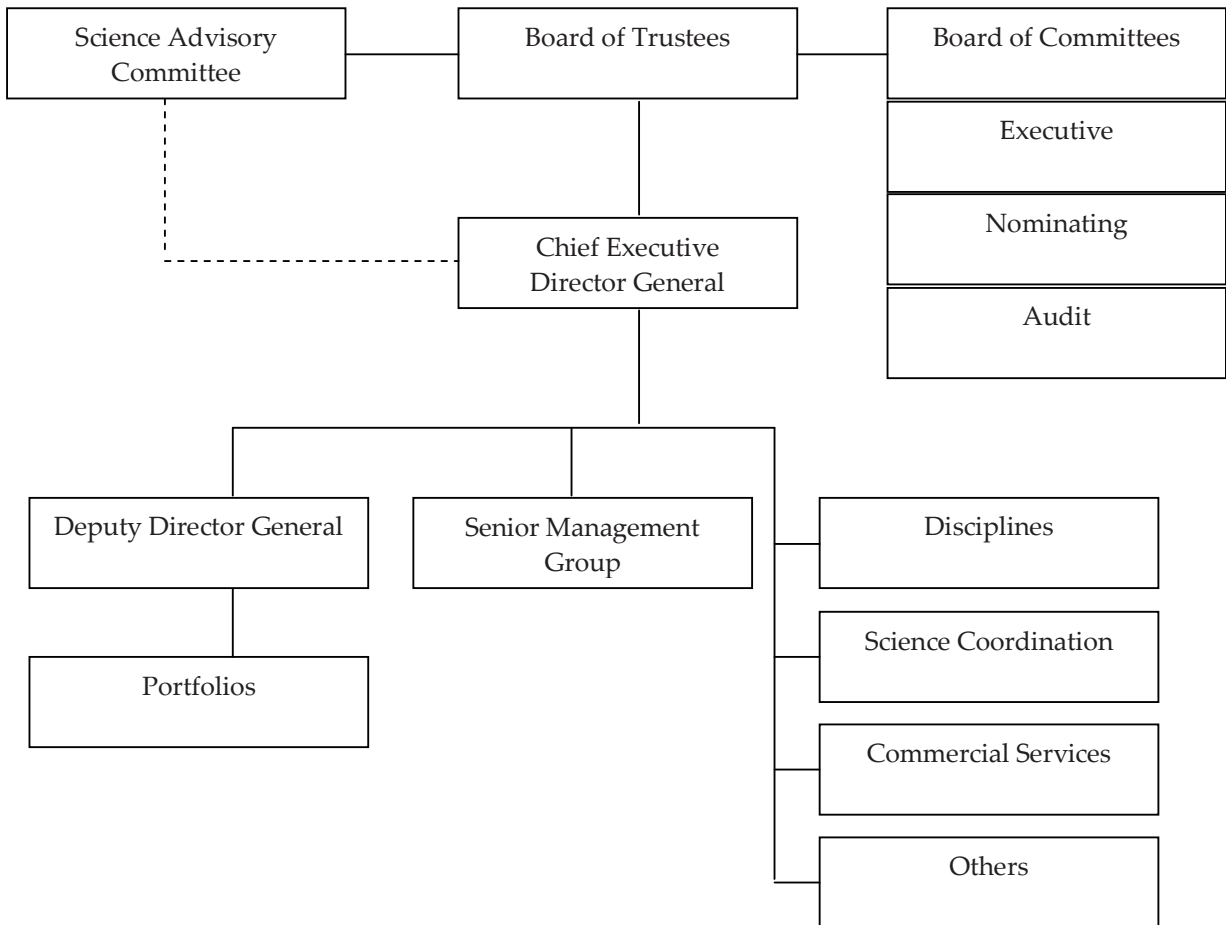 Science Advisory
Committee
Board of Trustees
Board of Committees
Executive
Nominating
Audit
Chief Executive
Director General
Deputy Director General
Senior Management
Group
Disciplines
Science Coordination
Portfolios
Commercial Services
Others